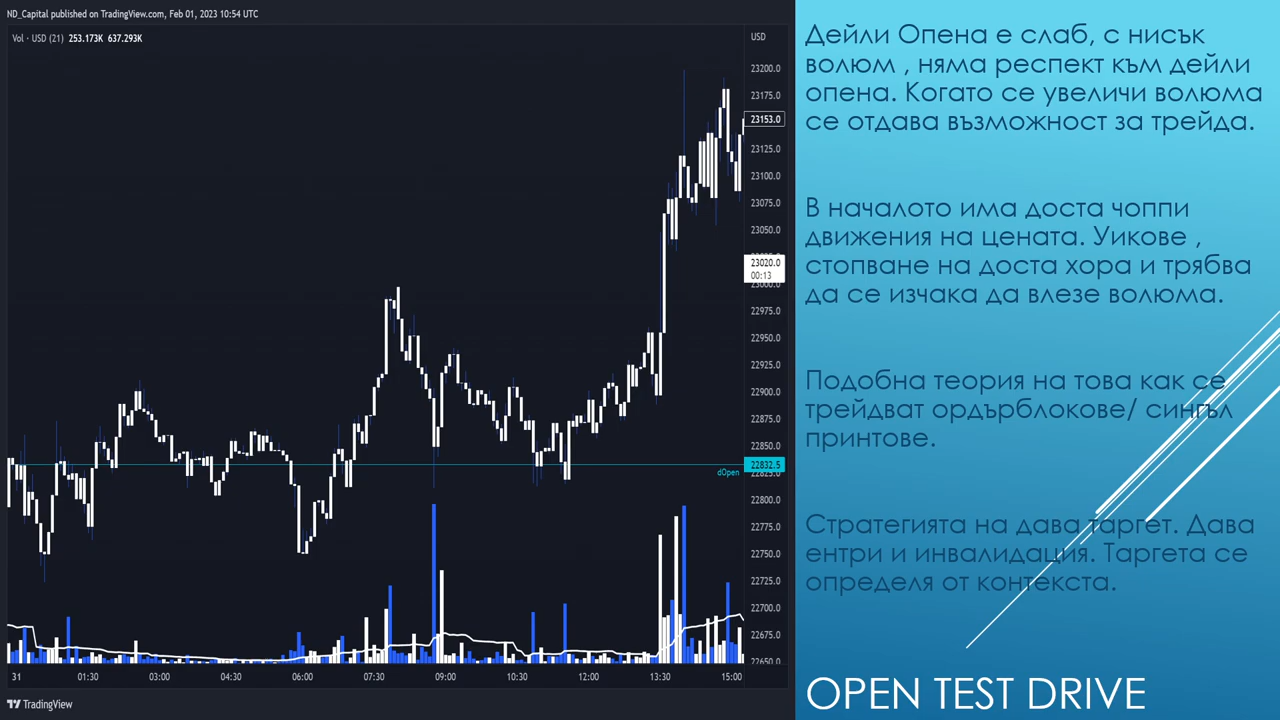 ND_Capital published on TradingView.com, Feb 01, 2023 10:54 UTC
Vol · USD (21) 253.173K 637.293K
USD
23200.0
23175.0
23153.0
23125.0
23100.0
23075.0
23050.0
23020.0
00:13
23000.0
22975.0
22950.0
22925.0
22900.0
22875.0
22850.0
22832.5
dOpen
22825.0
22800.0
22775.0
22750.0
22725.0
22700.0
22675.0
22650.0
31 01:30 03:00 04:30 06:00 07:30 09:00 10:30 12:00 13:30 15:00
TradingView
Дейли Опена е слаб, с нисък
волюм , няма респект към дейли
опена. Когато се увеличи волюма
се отдава възможност за трейда.
В началото има доста чоппи
движения на цената. Уикове ,
стопване на доста хора и трябва
да се изчака да влезе волюма.
Подобна теория на това как се
трейдват ордърблокове/ сингъл
принтове.
Стратегията на дава таргет. Дава
ентри и инвалидация. Таргета се
определя от контекста.
OPEN TEST DRIVE